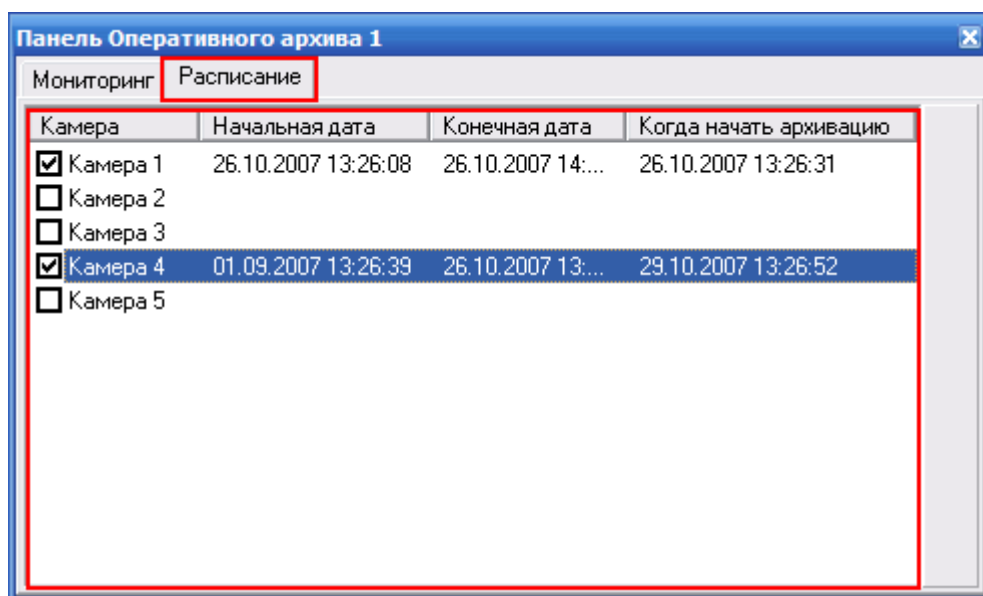 Панель Оперативного архива 1
Мониторинг Расписание
Камера Начальная дата Конечная дата Когда начать архивацию
Камера 1 26.10.2007 13:26:08 26.10.2007 14:... 26.10.2007 13:26:31
Камера 2
Камера 3
Камера 4 01.09.2007 13:26:39 26.10.2007 13:... 29.10.2007 13:26:52
Камера 5